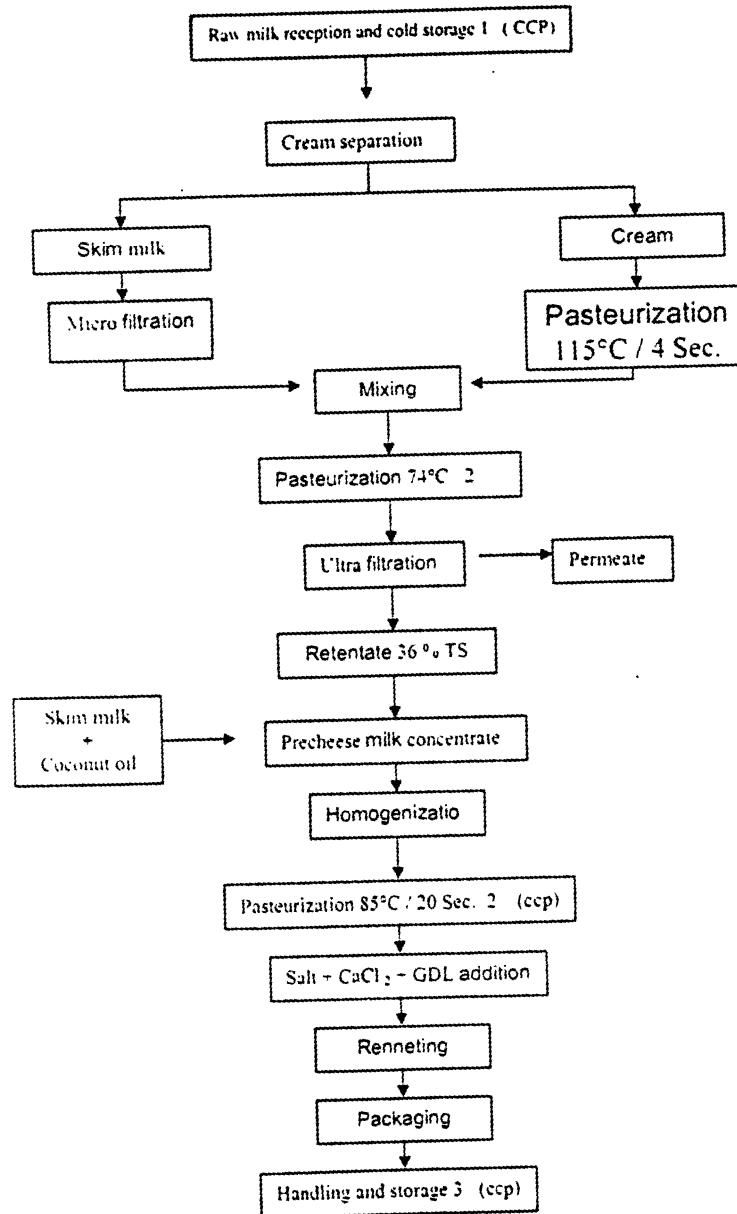 Raw milk reception and cold storage 1 ( CCP)
Cream separation
Skim milk
Cream
Micro filtration
Pasteurization
115°C / 4 Sec.
Mixing
Pasteurization 74°C 2
Ultra filtration
Permeate
Retentate 36 % TS
Skim milk
+
Coconut oil
Precheese milk concentrate
Homogenizatio
Pasteurization 85°C / 20 Sec. 2 (ccp)
Salt + CaCl₂ + GDL addition
Renneting
Packaging
Handling and storage 3 (ccp)